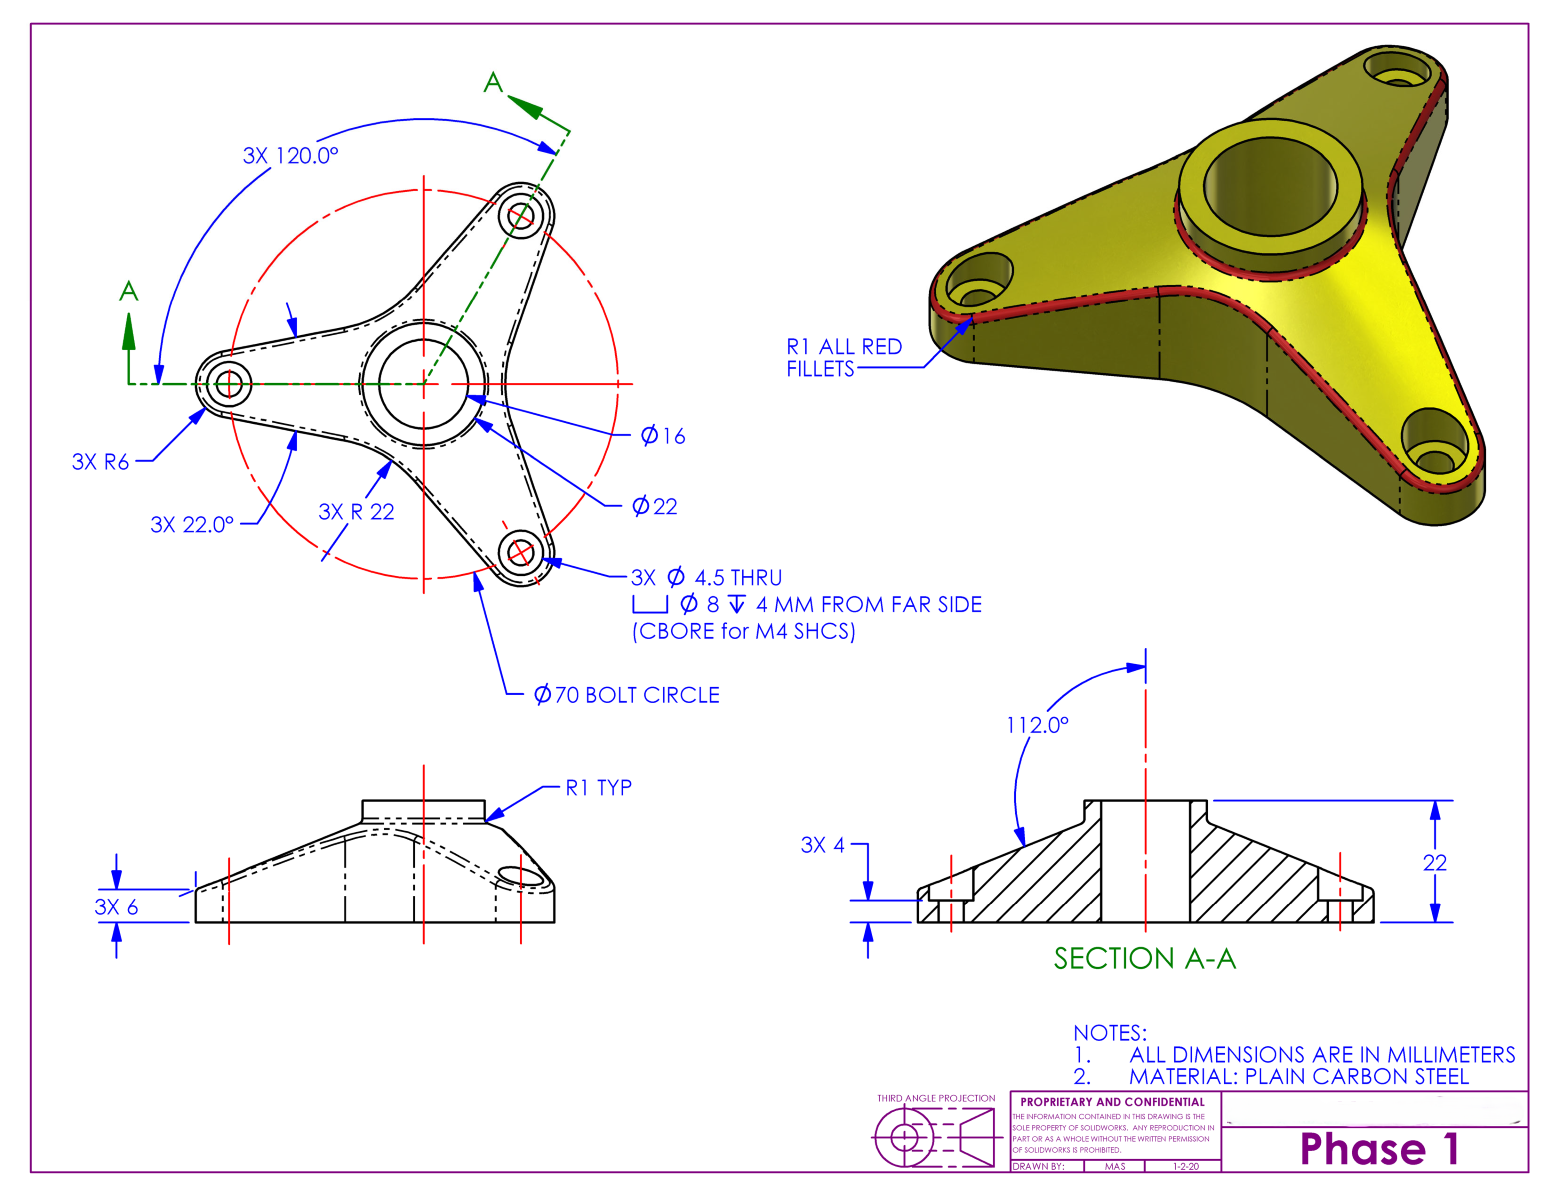 A
3X 120.0°
A
R1 ALL RED
FILLETS
Ø16
3X R6
Ø22
3X R 22
3X 22.0°
3X Ø 4.5 THRU
⌴ Ø 8 ↧ 4 MM FROM FAR SIDE
(CBORE for M4 SHCS)
Ø70 BOLT CIRCLE
112.0°
R1 TYP
3X 4
22
3X 6
SECTION A-A
NOTES:
1. ALL DIMENSIONS ARE IN MILLIMETERS
2. MATERIAL: PLAIN CARBON STEEL
THIRD ANGLE PROJECTION
PROPRIETARY AND CONFIDENTIAL
THE INFORMATION CONTAINED IN THIS DRAWING IS THE
SOLE PROPERTY OF SOLIDWORKS. ANY REPRODUCTION IN
PART OR AS A WHOLE WITHOUT THE WRITTEN PERMISSION
OF SOLIDWORKS IS PROHIBITED.
DRAWN BY: MAS 1-2-20
Phase 1